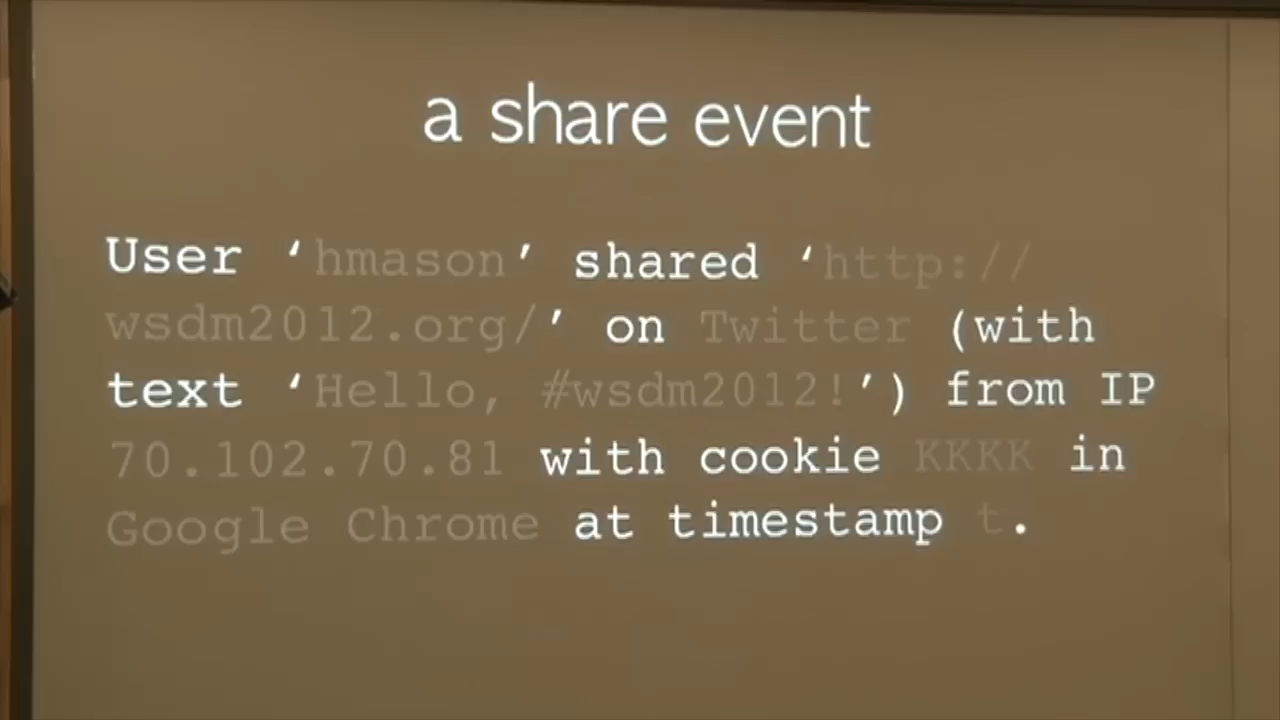 a share event
User ‘hmason’ shared ‘http://
wsdm2012.org/’ on Twitter (with
text ‘Hello, #wsdm2012!’) from IP
70.102.70.81 with cookie KKKK in
Google Chrome at timestamp t.